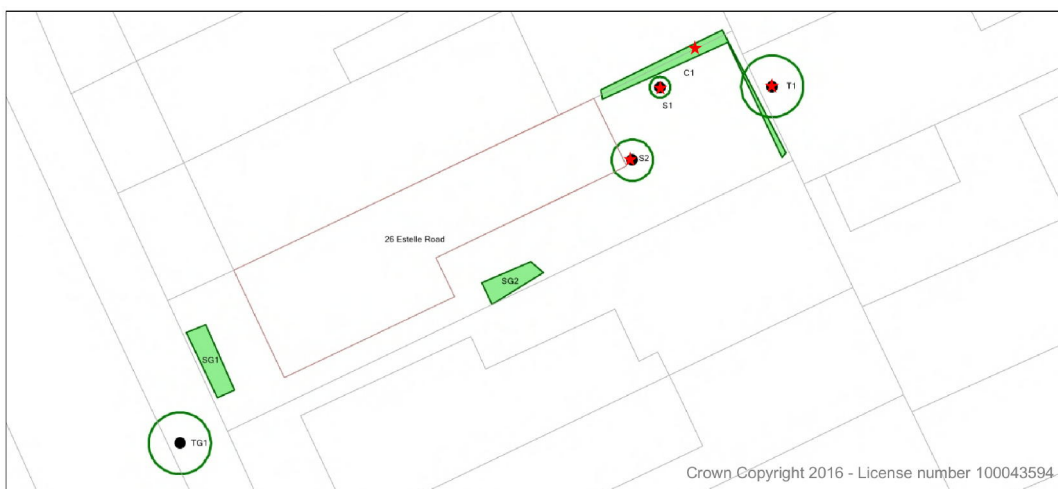 C1
T1
S1
S2
26 Estelle Road
SG2
SG1
TG1
Crown Copyright 2016 - License number 100043594